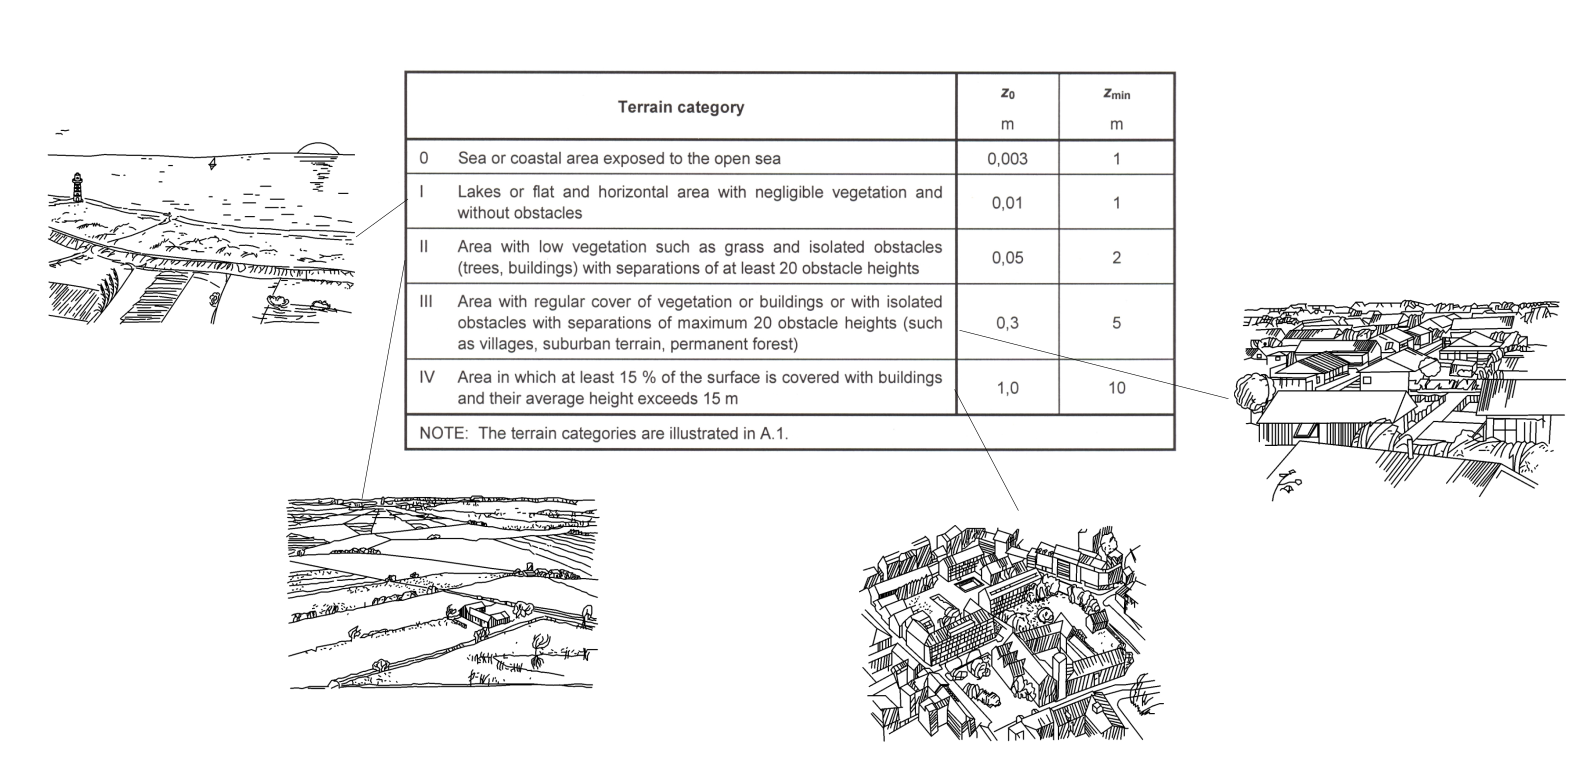 Terrain category
z0
m
zmin
m
0 Sea or coastal area exposed to the open sea 0,003 1
I Lakes or flat and horizontal area with negligible vegetation and
without obstacles
0,01 1
II Area with low vegetation such as grass and isolated obstacles
(trees, buildings) with separations of at least 20 obstacle heights
0,05 2
III Area with regular cover of vegetation or buildings or with isolated
obstacles with separations of maximum 20 obstacle heights (such
as villages, suburban terrain, permanent forest)
0,3 5
IV Area in which at least 15 % of the surface is covered with buildings
and their average height exceeds 15 m
1,0 10
NOTE: The terrain categories are illustrated in A.1.